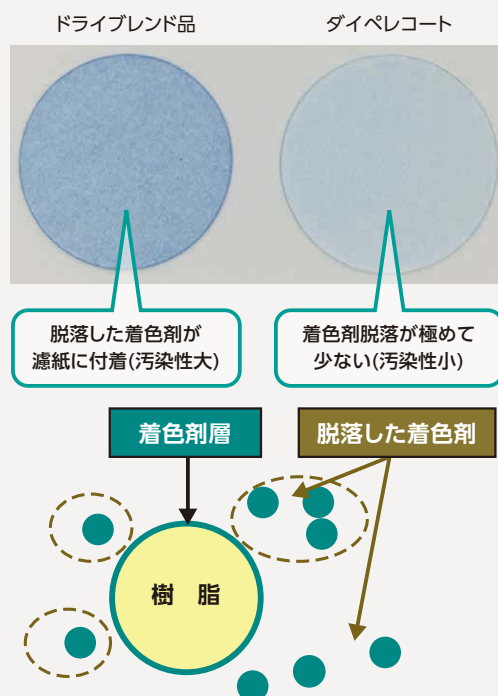 ドライブレンド品
ダイペレコート
脱落した着色剤が
濾紙に付着(汚染性大)
着色剤脱落が極めて
少ない(汚染性小)
着色剤層
脱落した着色剤
樹 脂